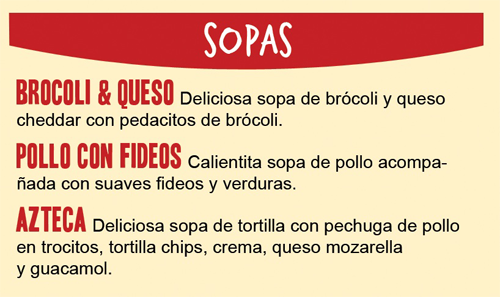 SOPAS
BROCOLI & QUESO Deliciosa sopa de brócoli y queso
cheddar con pedacitos de brócoli.
POLLO CON FIDEOS Calientita sopa de pollo acompa-
ñada con suaves fideos y verduras.
AZTECA Deliciosa sopa de tortilla con pechuga de pollo
en trocitos, tortilla chips, crema, queso mozarella
y guacamol.